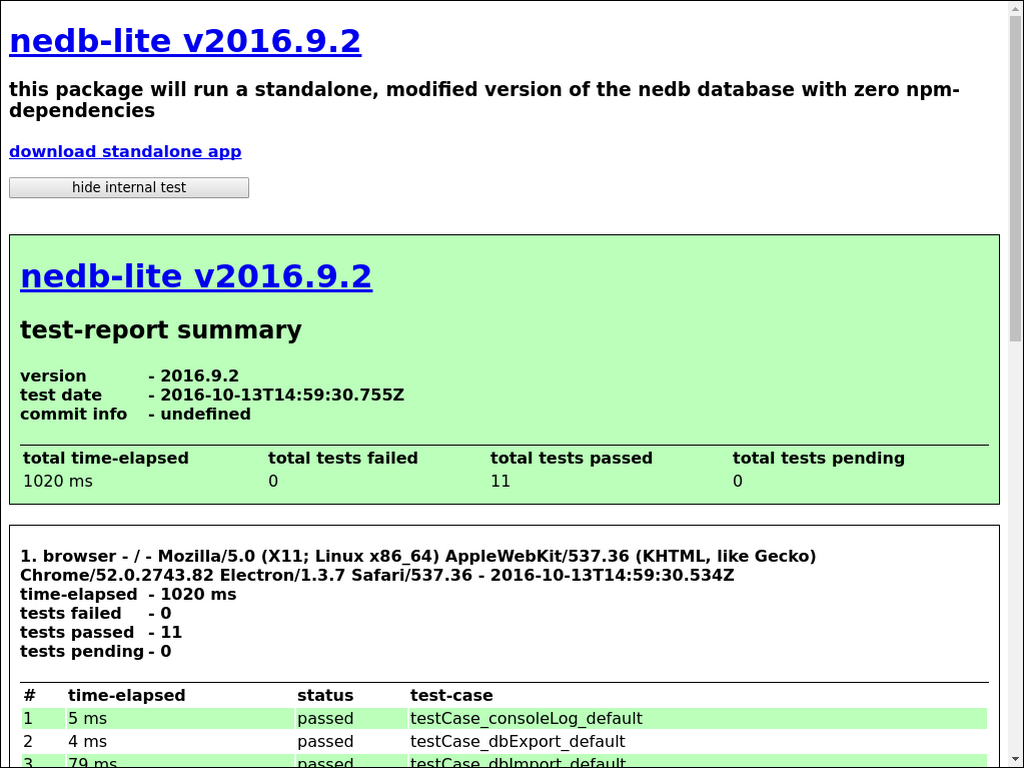 nedb-lite v2016.9.2
this package will run a standalone, modified version of the nedb database with zero npm-
dependencies
download standalone app
hide internal test
nedb-lite v2016.9.2
test-report summary
version - 2016.9.2
test date - 2016-10-13T14:59:30.755Z
commit info - undefined
total time-elapsed total tests failed total tests passed total tests pending
1020 ms 0 11 0
1. browser - / - Mozilla/5.0 (X11; Linux x86_64) AppleWebKit/537.36 (KHTML, like Gecko)
Chrome/52.0.2743.82 Electron/1.3.7 Safari/537.36 - 2016-10-13T14:59:30.534Z
time-elapsed - 1020 ms
tests failed - 0
tests passed - 11
tests pending - 0
# time-elapsed status test-case
1 5 ms passed testCase_consoleLog_default
2 4 ms passed testCase_dbExport_default
3 79 ms passed testCase_dbImport_default